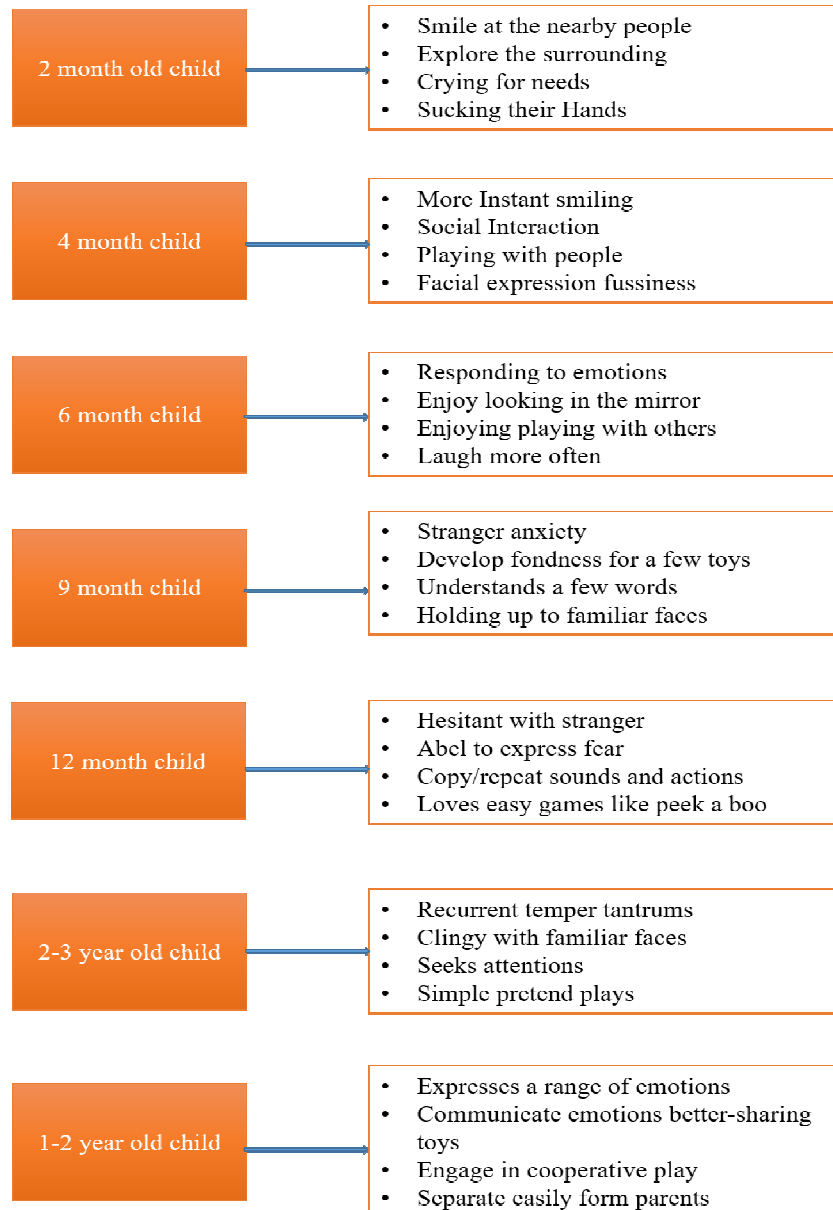 2 month old child
• Smile at the nearby people
• Explore the surrounding
• Crying for needs
• Sucking their Hands
4 month child
• More Instant smiling
• Social Interaction
• Playing with people
• Facial expression fussiness
6 month child
• Responding to emotions
• Enjoy looking in the mirror
• Enjoying playing with others
• Laugh more often
9 month child
• Stranger anxiety
• Develop fondness for a few toys
• Understands a few words
• Holding up to familiar faces
12 month child
• Hesitant with stranger
• Abel to express fear
• Copy/repeat sounds and actions
• Loves easy games like peek a boo
2-3 year old child
• Recurrent temper tantrums
• Clingy with familiar faces
• Seeks attentions
• Simple pretend plays
1-2 year old child
• Expresses a range of emotions
• Communicate emotions better-sharing
toys
• Engage in cooperative play
• Separate easily form parents